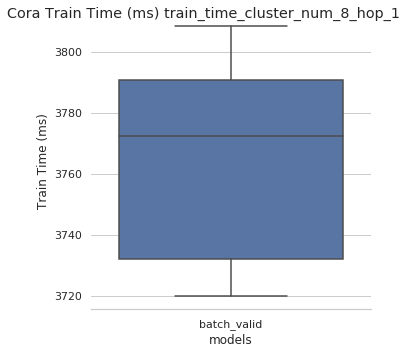 Cora Train Time (ms) train_time_cluster_num_8_hop_1
3800
3780
3760
3740
3720
Train Time (ms)
batch_valid
models